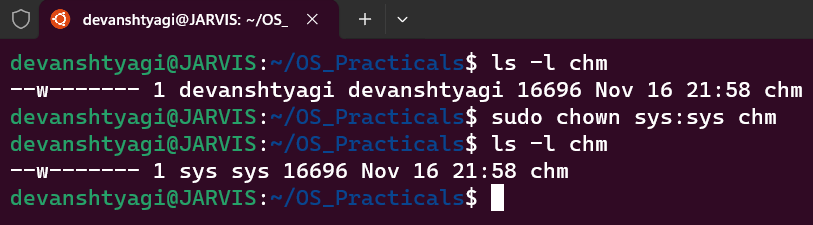 devanshtyagi@JARVIS: ~/OS_
devanshtyagi@JARVIS:~/OS_Practicals$ ls -l chm
--w------- 1 devanshtyagi devanshtyagi 16696 Nov 16 21:58 chm
devanshtyagi@JARVIS:~/OS_Practicals$ sudo chown sys:sys chm
devanshtyagi@JARVIS:~/OS_Practicals$ ls -l chm
--w------- 1 sys sys 16696 Nov 16 21:58 chm
devanshtyagi@JARVIS:~/OS_Practicals$